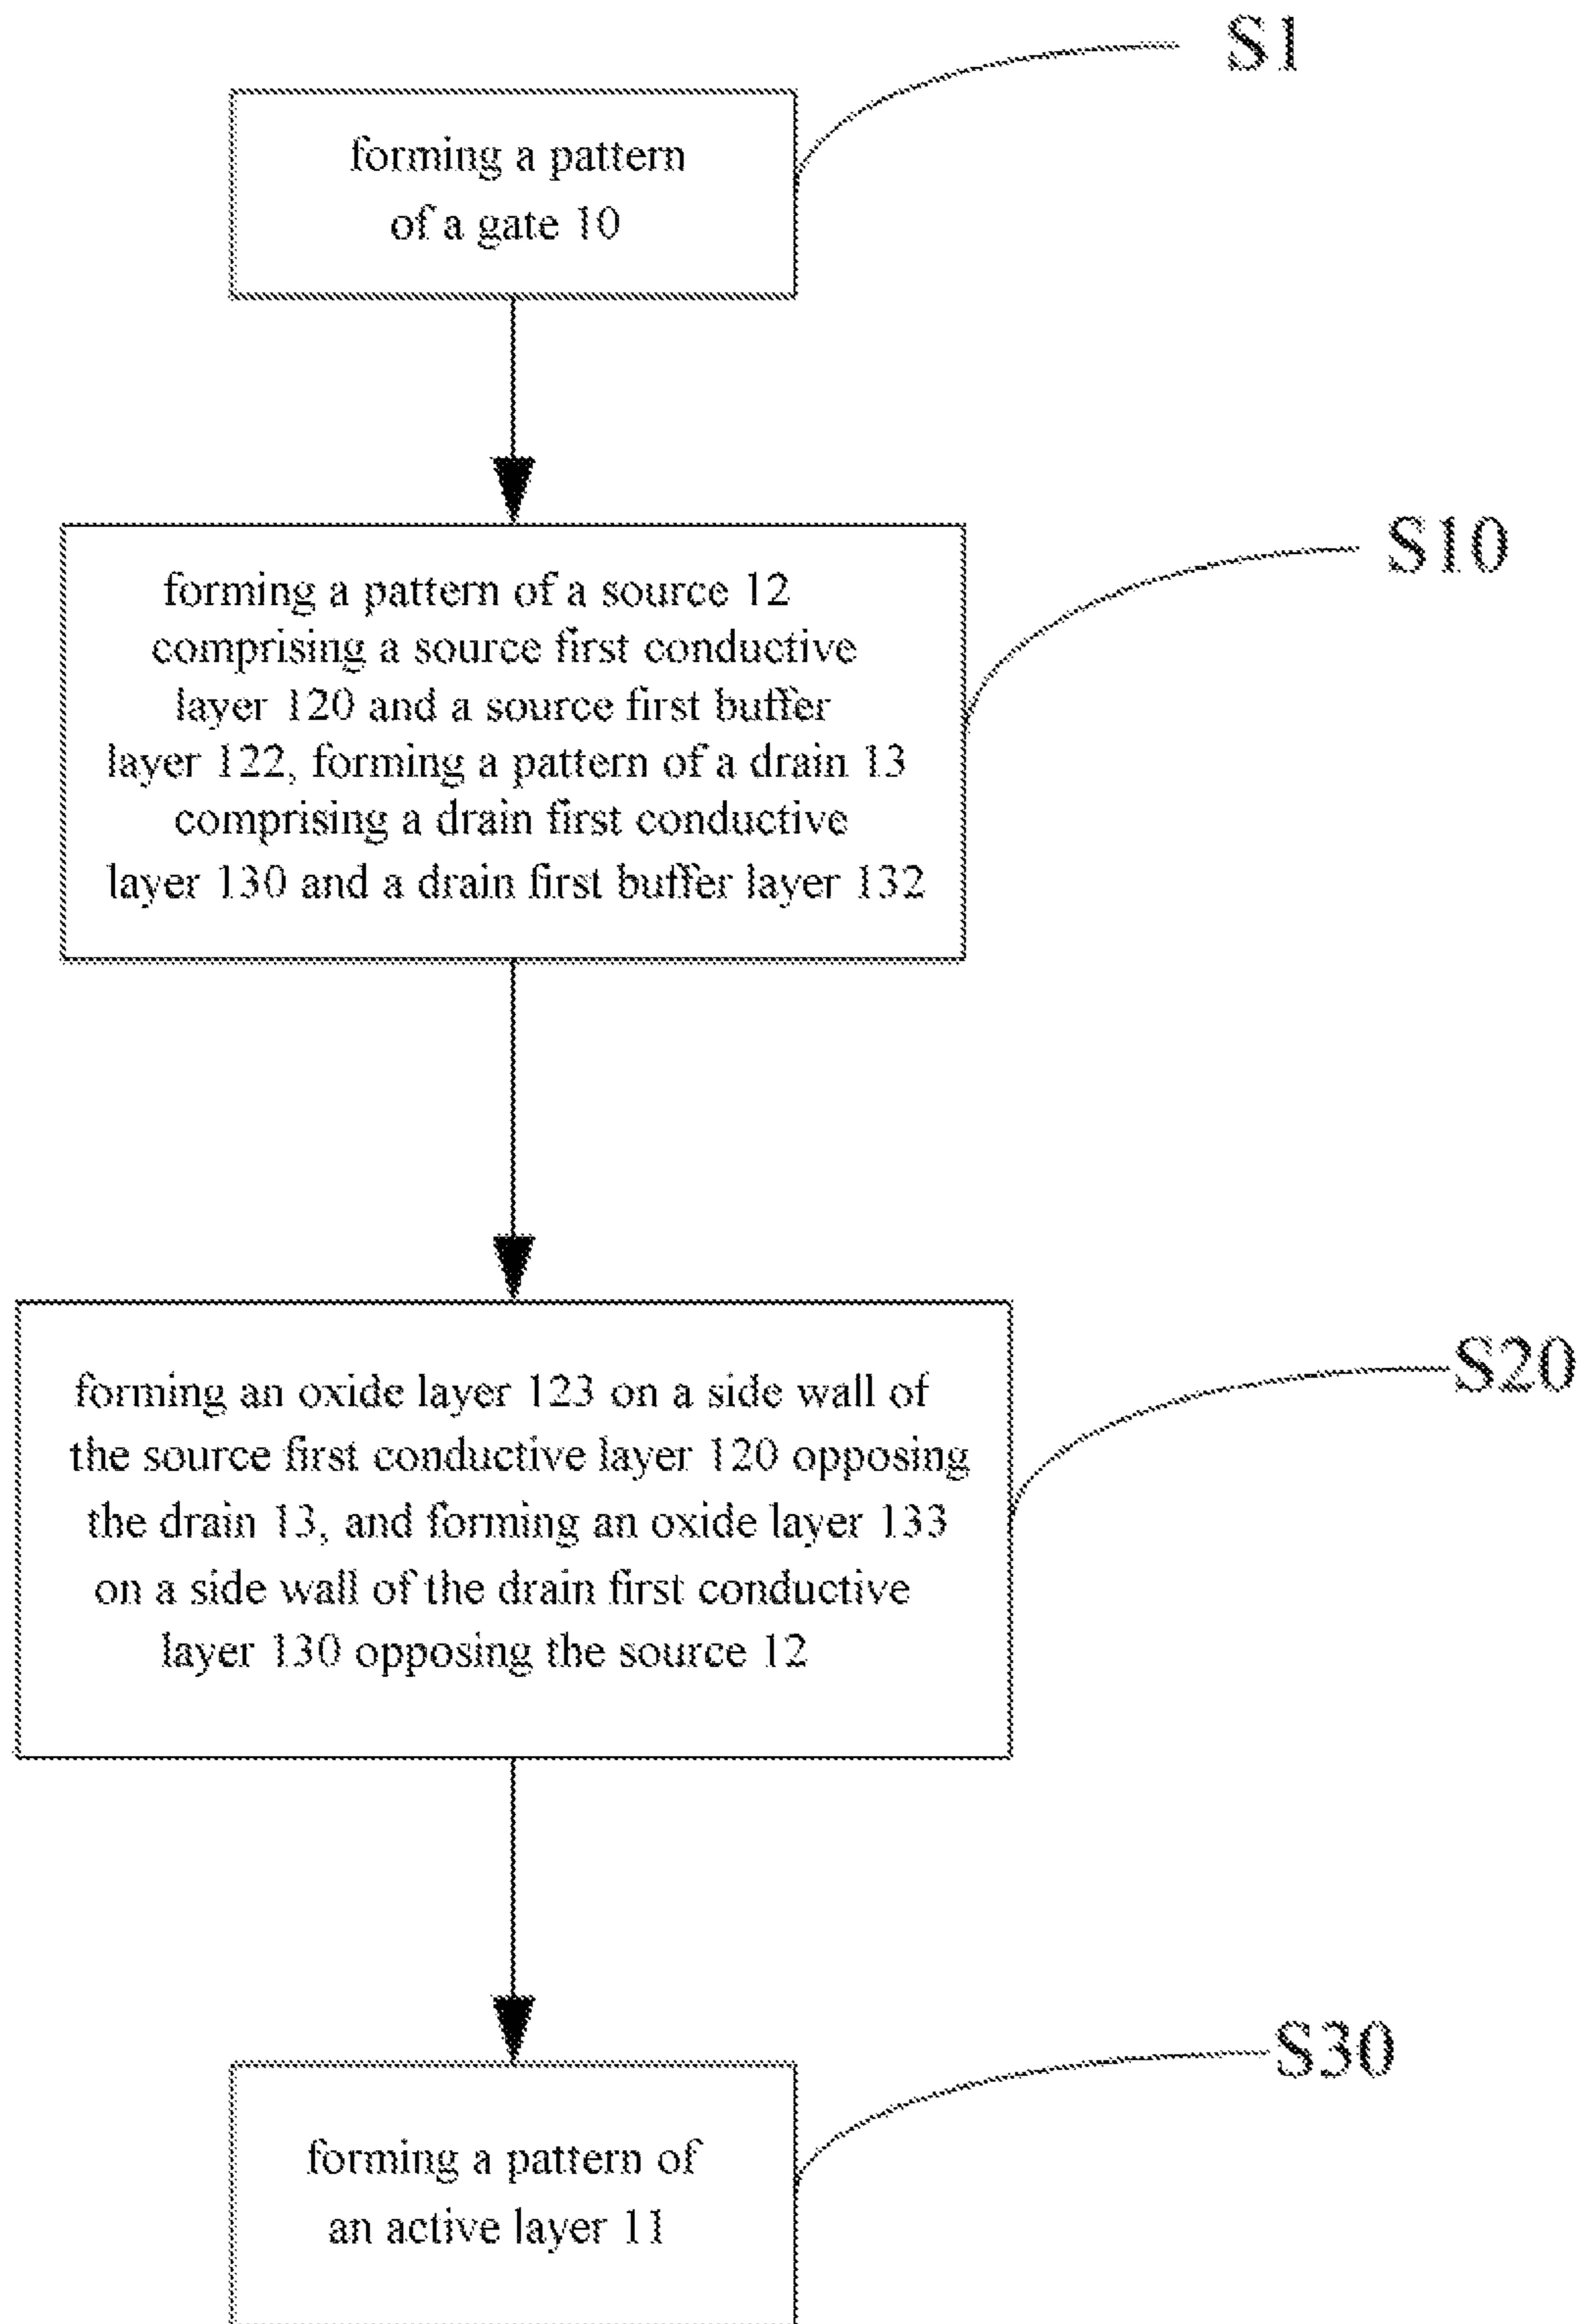 S1
forming a pattern
of a gate 10
S10
forming a pattern of a source 12
comprising a source first conductive
layer 120 and a source first buffer
layer 122, forming a pattern of a drain 13
comprising a drain first conductive
layer 130 and a drain first buffer layer 132
S20
forming an oxide layer 123 on a side wall of
the source first conductive layer 120 opposing
the drain 13, and forming an oxide layer 133
on a side wall of the drain first conductive
layer 130 opposing the source 12
S30
forming a pattern of
an active layer 11